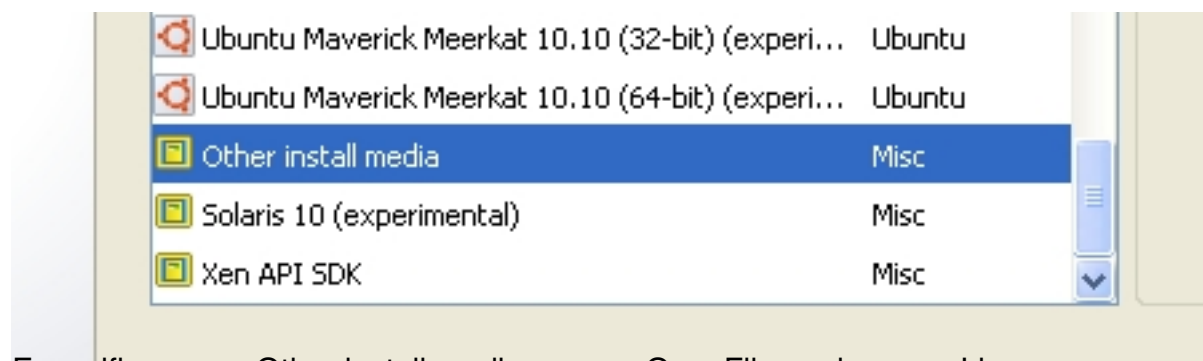 Ubuntu Maverick Meerkat 10.10 (32-bit) (experi... Ubuntu
Ubuntu Maverick Meerkat 10.10 (64-bit) (experi... Ubuntu
Other install media Misc
Solaris 10 (experimental) Misc
Xen API SDK Misc